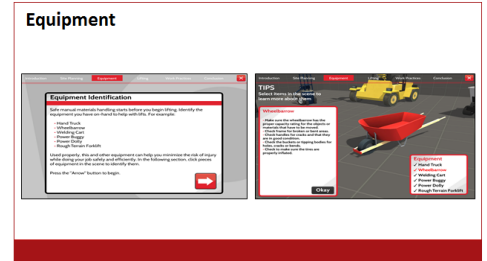 Equipment
Introduction Site Planning Equipment Lifting Work Practices Conclusion
Equipment Identification
Safe manual materials handling starts before you begin lifting. Identify the
equipment you have on-hand to help with lifts. For example:
- Hand Truck
- Wheelbarrow
- Welding Cart
- Power Buggy
- Power Dolly
- Rough Terrain Forklift
Used properly, this and other equipment can help you minimize the risk of injury
while doing your job safely and efficiently. In the following section, click pieces
of equipment in the scene to identify them.
Press the "Arrow" button to begin.
Introduction Site Planning Equipment Lifting Work Practices Conclusion
TIPS
Select items in the scene to
learn more about them
Wheelbarrow
- Make sure the wheelbarrow has the
proper capacity rating for the objects or
materials that have to be moved.
- Check frame for broken or bent areas.
- Check handles for cracks and that they
are in good condition.
- Check the buckets or tipping bodies for
holes, cracks or bends.
- Check to make sure the tires are
properly inflated.
Okay
Equipment
✓ Hand Truck
✓ Wheelbarrow
✓ Welding Cart
✓ Power Buggy
✓ Power Dolly
✓ Rough Terrain Forklift